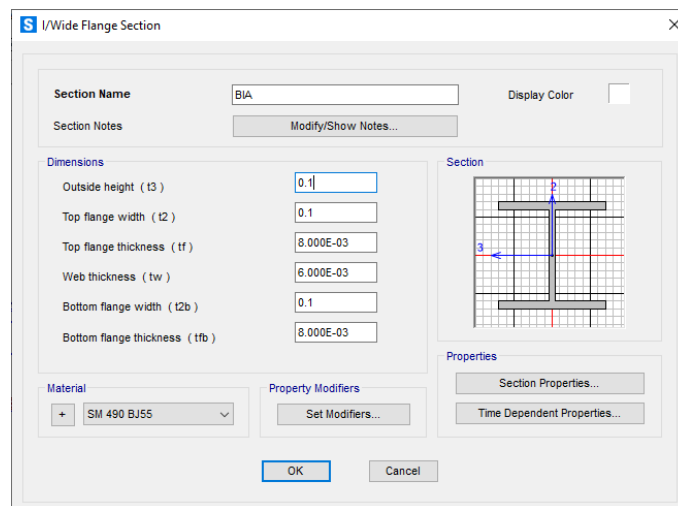 S I/Wide Flange Section
Section Name BIA Display Color
Section Notes Modify/Show Notes...
Dimensions Section
Outside height ( t3 ) 0.1
Top flange width ( t2 ) 0.1
Top flange thickness ( tf ) 8.000E-03
Web thickness ( tw ) 6.000E-03
Bottom flange width ( t2b ) 0.1
Bottom flange thickness ( tfb ) 8.000E-03
2
3
Properties
Section Properties...
Time Dependent Properties...
Material Property Modifiers
+ SM 490 BJ55 Set Modifiers...
OK Cancel